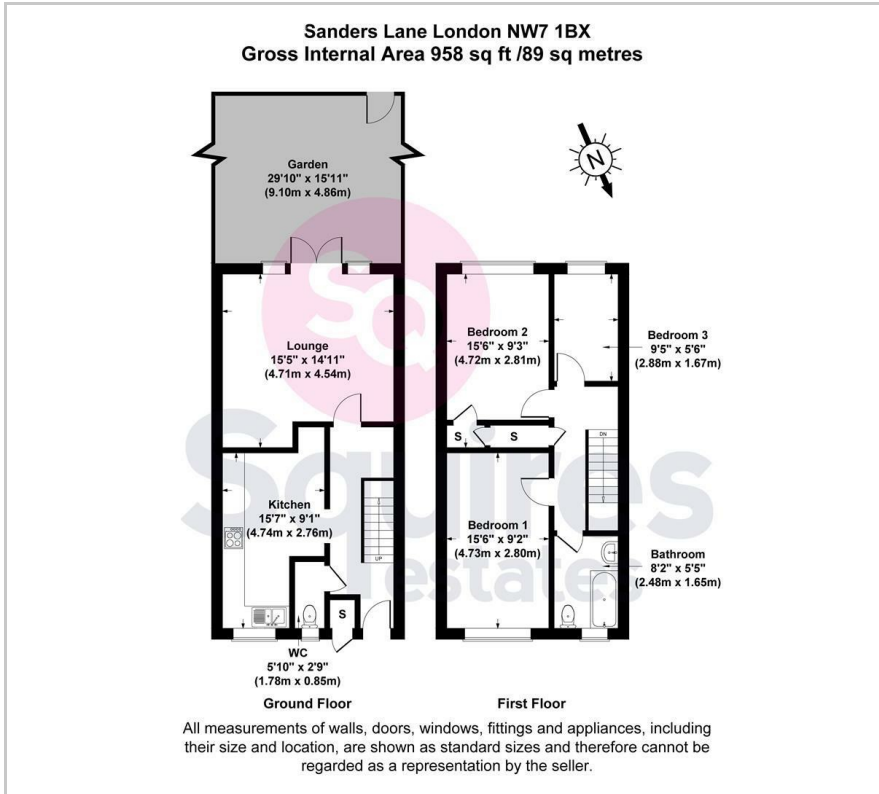 Sanders Lane London NW7 1BX
Gross Internal Area 958 sq ft /89 sq metres
Garden
29'10" x 15'11"
(9.10m x 4.86m)
N
SQ
Lounge
15'5" x 14'11"
(4.71m x 4.54m)
Bedroom 2
15'6" x 9'3"
(4.72m x 2.81m)
Bedroom 3
9'5" x 5'6"
(2.88m x 1.67m)
S
S
DN
Squires
estates
Kitchen
15'7" x 9'1"
(4.74m x 2.76m)
UP
Bedroom 1
15'6" x 9'2"
(4.73m x 2.80m)
Bathroom
8'2" x 5'5"
(2.48m x 1.65m)
S
WC
5'10" x 2'9"
(1.78m x 0.85m)
Ground Floor
First Floor
All measurements of walls, doors, windows, fittings and appliances, including
their size and location, are shown as standard sizes and therefore cannot be
regarded as a representation by the seller.